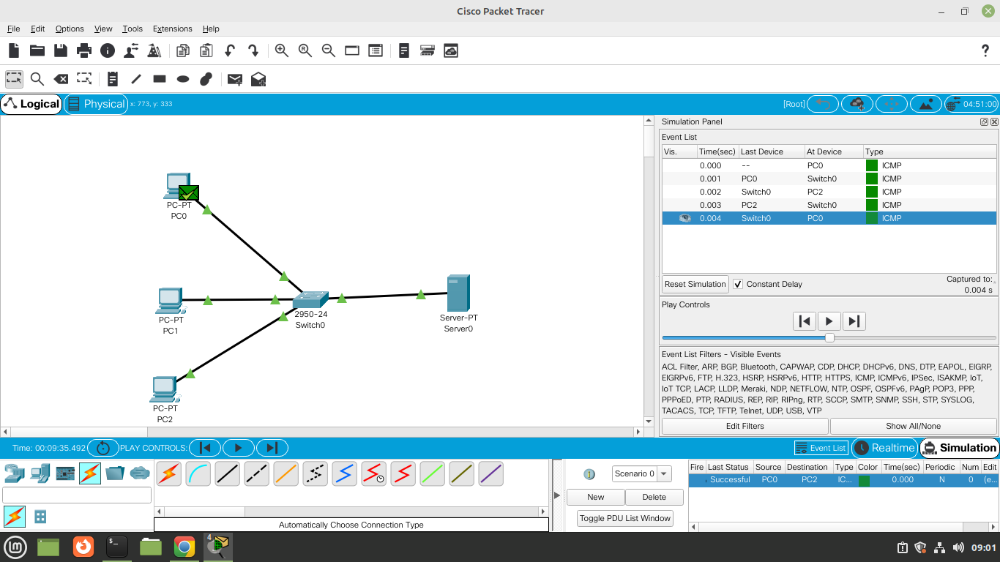 Cisco Packet Tracer
File Edit Options View Tools Extensions Help
Logical Physical x: 773, y: 333 [Root] 04:51:00
PC-PT
PC0
PC-PT
PC1
2950-24
Switch0
Server-PT
Server0
PC-PT
PC2
Simulation Panel
Event List
Vis. Time(sec) Last Device At Device Type
0.000 -- PC0 ICMP
0.001 PC0 Switch0 ICMP
0.002 Switch0 PC2 ICMP
0.003 PC2 Switch0 ICMP
0.004 Switch0 PC0 ICMP
Reset Simulation Constant Delay Captured to:
0.004 s
Play Controls
Event List Filters - Visible Events
ACL Filter, ARP, BGP, Bluetooth, CAPWAP, CDP, DHCP, DHCPv6, DNS, DTP, EAPOL, EIGRP,
EIGRPv6, FTP, H.323, HSRP, HSRPv6, HTTP, HTTPS, ICMP, ICMPv6, IPSec, ISAKMP, IoT,
IoT TCP, LACP, LLDP, Meraki, NDP, NETFLOW, NTP, OSPF, OSPFv6, PAgP, POP3, PPP,
PPPoED, PTP, RADIUS, REP, RIP, RIPng, RTP, SCCP, SMTP, SNMP, SSH, STP, SYSLOG,
TACACS, TCP, TFTP, Telnet, UDP, USB, VTP
Edit Filters Show All/None
Time: 00:09:35.492 PLAY CONTROLS: Event List Realtime Simulation
Automatically Choose Connection Type
Scenario 0
New Delete
Toggle PDU List Window
Fire Last Status Source Destination Type Color Time(sec) Periodic Num Edit
Successful PC0 PC2 IC... 0.000 N 0 (e...
4
09:01